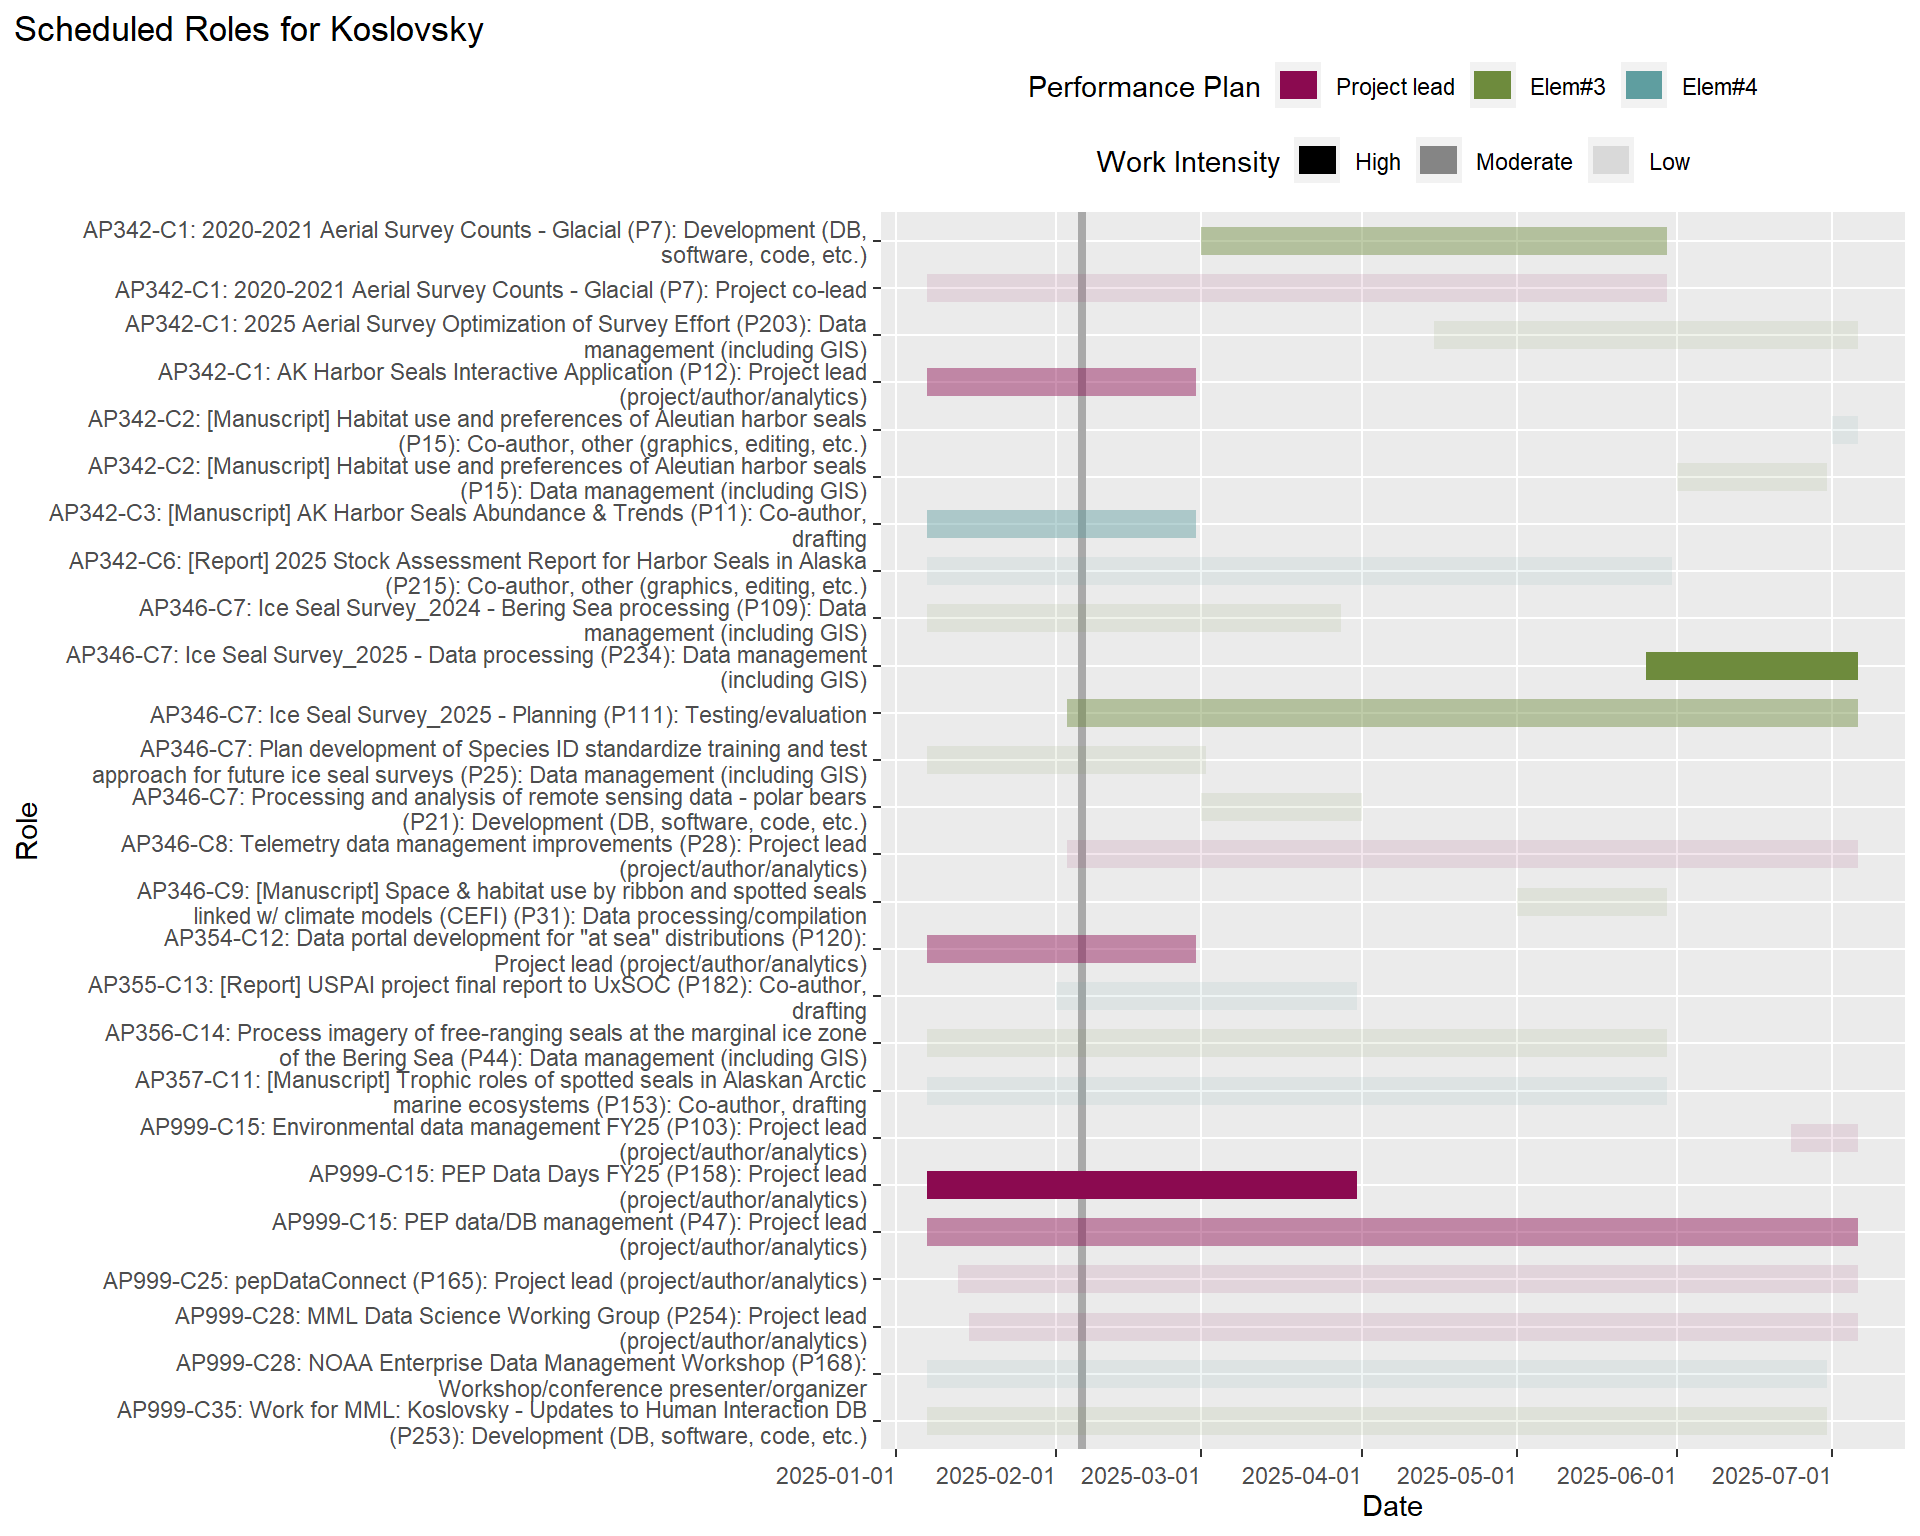 Scheduled Roles for Koslovsky
Performance Plan Project lead Elem#3 Elem#4
Work Intensity High Moderate Low
AP342-C1: 2020-2021 Aerial Survey Counts - Glacial (P7): Development (DB,
software, code, etc.)
AP342-C1: 2020-2021 Aerial Survey Counts - Glacial (P7): Project co-lead
AP342-C1: 2025 Aerial Survey Optimization of Survey Effort (P203): Data
management (including GIS)
AP342-C1: AK Harbor Seals Interactive Application (P12): Project lead
(project/author/analytics)
AP342-C2: [Manuscript] Habitat use and preferences of Aleutian harbor seals
(P15): Co-author, other (graphics, editing, etc.)
AP342-C2: [Manuscript] Habitat use and preferences of Aleutian harbor seals
(P15): Data management (including GIS)
AP342-C3: [Manuscript] AK Harbor Seals Abundance & Trends (P11): Co-author,
drafting
AP342-C6: [Report] 2025 Stock Assessment Report for Harbor Seals in Alaska
(P215): Co-author, other (graphics, editing, etc.)
AP346-C7: Ice Seal Survey_2024 - Bering Sea processing (P109): Data
management (including GIS)
AP346-C7: Ice Seal Survey_2025 - Data processing (P234): Data management
(including GIS)
AP346-C7: Ice Seal Survey_2025 - Planning (P111): Testing/evaluation
AP346-C7: Plan development of Species ID standardize training and test
approach for future ice seal surveys (P25): Data management (including GIS)
AP346-C7: Processing and analysis of remote sensing data - polar bears
(P21): Development (DB, software, code, etc.)
AP346-C8: Telemetry data management improvements (P28): Project lead
(project/author/analytics)
AP346-C9: [Manuscript] Space & habitat use by ribbon and spotted seals
linked w/ climate models (CEFI) (P31): Data processing/compilation
AP354-C12: Data portal development for "at sea" distributions (P120):
Project lead (project/author/analytics)
AP355-C13: [Report] USPAI project final report to UxSOC (P182): Co-author,
drafting
AP356-C14: Process imagery of free-ranging seals at the marginal ice zone
of the Bering Sea (P44): Data management (including GIS)
AP357-C11: [Manuscript] Trophic roles of spotted seals in Alaskan Arctic
marine ecosystems (P153): Co-author, drafting
AP999-C15: Environmental data management FY25 (P103): Project lead
(project/author/analytics)
AP999-C15: PEP Data Days FY25 (P158): Project lead
(project/author/analytics)
AP999-C15: PEP data/DB management (P47): Project lead
(project/author/analytics)
AP999-C25: pepDataConnect (P165): Project lead (project/author/analytics)
AP999-C28: MML Data Science Working Group (P254): Project lead
(project/author/analytics)
AP999-C28: NOAA Enterprise Data Management Workshop (P168):
Workshop/conference presenter/organizer
AP999-C35: Work for MML: Koslovsky - Updates to Human Interaction DB
(P253): Development (DB, software, code, etc.)
Role
2025-01-01 2025-02-01 2025-03-01 2025-04-01 2025-05-01 2025-06-01 2025-07-01
Date